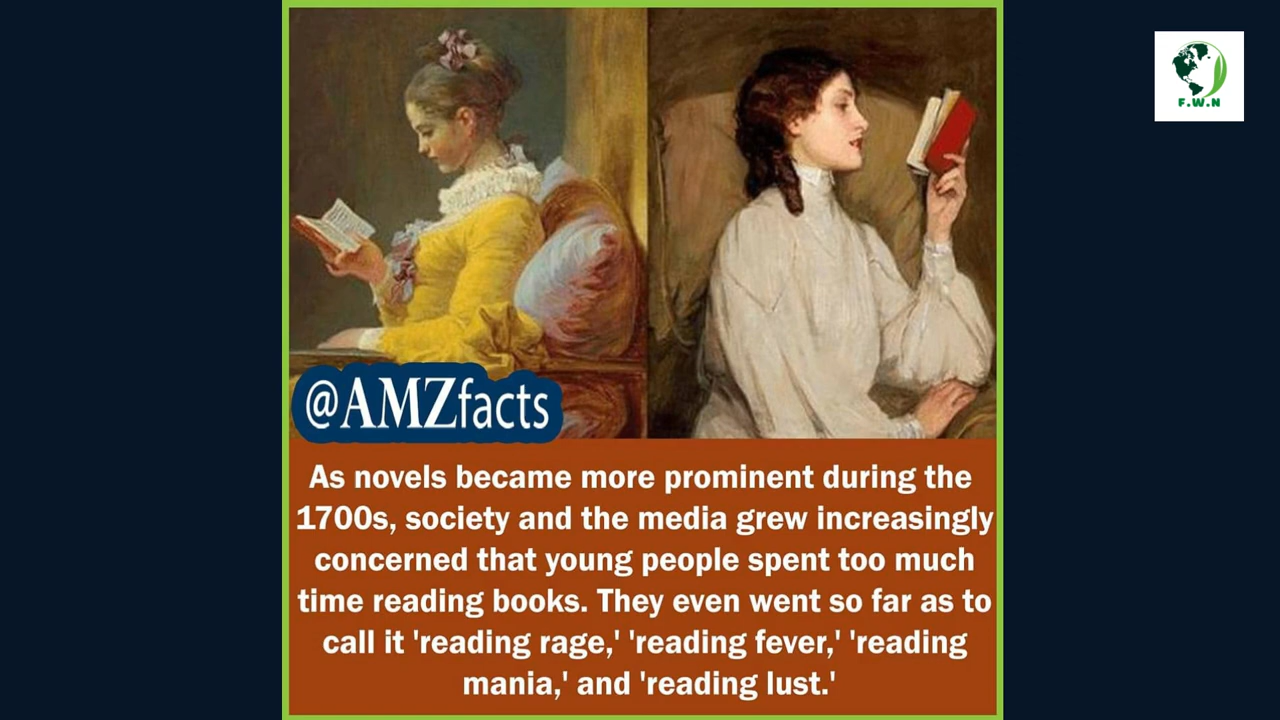 F.W.N
@AMZfacts
As novels became more prominent during the
1700s, society and the media grew increasingly
concerned that young people spent too much
time reading books. They even went so far as to
call it 'reading rage,' 'reading fever,' 'reading
mania,' and 'reading lust.'